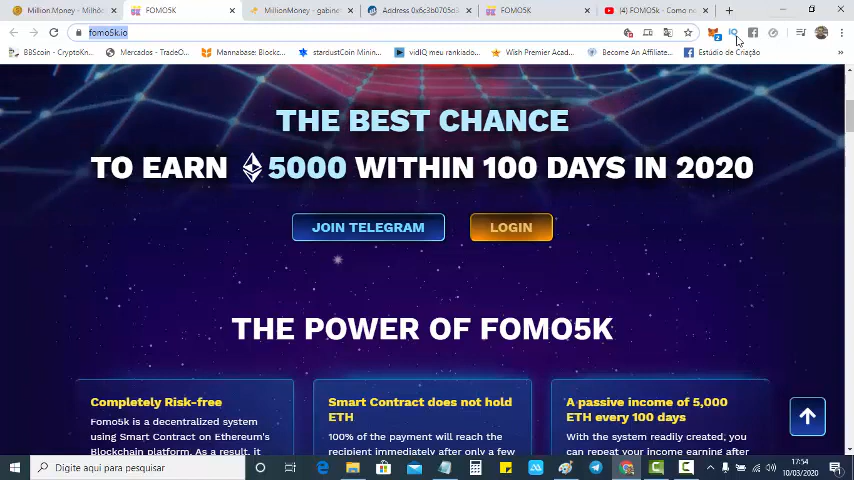 Million.Money - Milhõ
FOMO5K
MillionMoney - gabine
Address 0x6c3b0705d3
FOMO5K
(4) FOMO5k - Como ne
fomo5k.io
BBScoin - CryptoKn...
Mercados - TradeO...
Mannabase: Blockc...
stardustCoin Minin...
vidIQ meu rankiado...
Wish Premier Acad...
Become An Affiliate...
Estúdio de Criação
THE BEST CHANCE
TO EARN 5000 WITHIN 100 DAYS IN 2020
JOIN TELEGRAM
LOGIN
THE POWER OF FOMO5K
Completely Risk-free
Fomo5k is a decentralized system
using Smart Contract on Ethereum's
Blockchain platform. As a result, it
Smart Contract does not hold
ETH
100% of the payment will reach the
recipient immediately after only a few
A passive income of 5,000
ETH every 100 days
With the system readily created, you
can repeat your income earning after
Digite aqui para pesquisar
17:54
10/03/2020